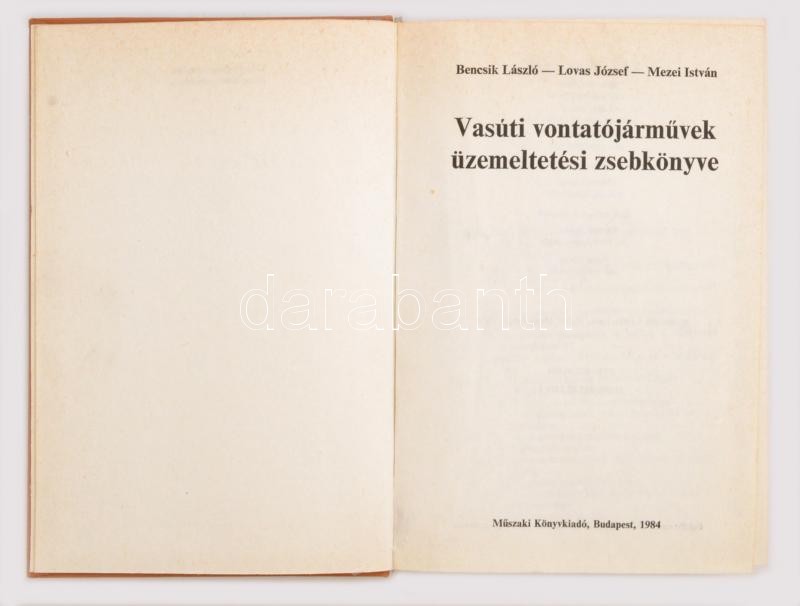 Bencsik László — Lovas József — Mezei István
Vasúti vontatójárművek
üzemeltetési zsebkönyve
darabanth
Műszaki Könyvkiadó, Budapest, 1984